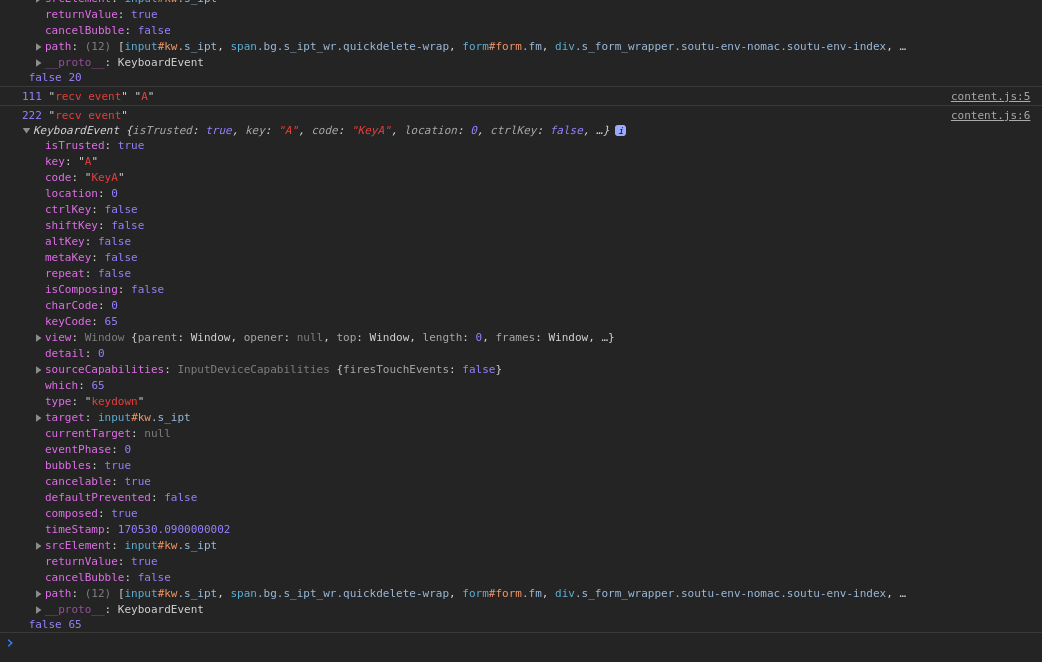 srcElement: input#kw.s_ipt
returnValue: true
cancelBubble: false
path: (12) [input#kw.s_ipt, span.bg.s_ipt_wr.quickdelete-wrap, form#form.fm, div.s_form_wrapper.soutu-env-nomac.soutu-env-index, …
__proto__: KeyboardEvent
false 20
111 "recv event" "A" content.js:5
222 "recv event" content.js:6
KeyboardEvent {isTrusted: true, key: "A", code: "KeyA", location: 0, ctrlKey: false, …} i
isTrusted: true
key: "A"
code: "KeyA"
location: 0
ctrlKey: false
shiftKey: false
altKey: false
metaKey: false
repeat: false
isComposing: false
charCode: 0
keyCode: 65
view: Window {parent: Window, opener: null, top: Window, length: 0, frames: Window, …}
detail: 0
sourceCapabilities: InputDeviceCapabilities {firesTouchEvents: false}
which: 65
type: "keydown"
target: input#kw.s_ipt
currentTarget: null
eventPhase: 0
bubbles: true
cancelable: true
defaultPrevented: false
composed: true
timeStamp: 170530.0900000002
srcElement: input#kw.s_ipt
returnValue: true
cancelBubble: false
path: (12) [input#kw.s_ipt, span.bg.s_ipt_wr.quickdelete-wrap, form#form.fm, div.s_form_wrapper.soutu-env-nomac.soutu-env-index, …
__proto__: KeyboardEvent
false 65